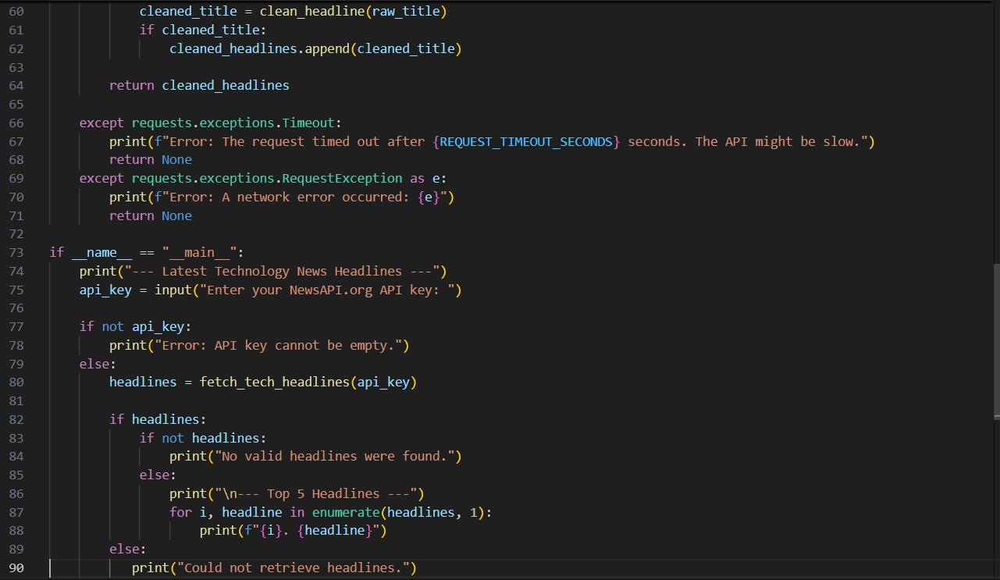 60 cleaned_title = clean_headline(raw_title)
61 if cleaned_title:
62 cleaned_headlines.append(cleaned_title)
63
64 return cleaned_headlines
65
66 except requests.exceptions.Timeout:
67 print(f"Error: The request timed out after {REQUEST_TIMEOUT_SECONDS} seconds. The API might be slow.")
68 return None
69 except requests.exceptions.RequestException as e:
70 print(f"Error: A network error occurred: {e}")
71 return None
72
73 if __name__ == "__main__":
74 print("--- Latest Technology News Headlines ---")
75 api_key = input("Enter your NewsAPI.org API key: ")
76
77 if not api_key:
78 print("Error: API key cannot be empty.")
79 else:
80 headlines = fetch_tech_headlines(api_key)
81
82 if headlines:
83 if not headlines:
84 print("No valid headlines were found.")
85 else:
86 print("\n--- Top 5 Headlines ---")
87 for i, headline in enumerate(headlines, 1):
88 print(f"{i}. {headline}")
89 else:
90 print("Could not retrieve headlines.")